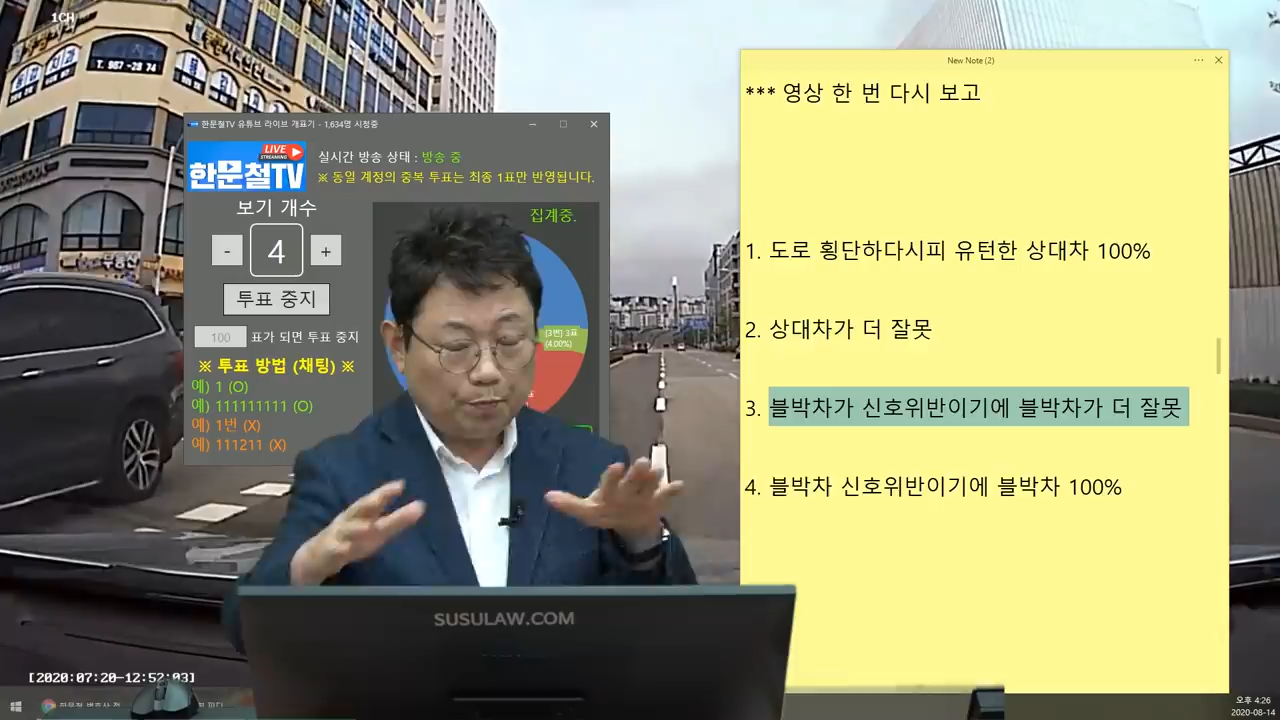 1CH
T. 987-2874
한문철TV 유튜브 라이브 개표기 - 1,634명 시청중
LIVE
STREAMING
한문철TV
실시간 방송 상태 : 방송 중
※ 동일 계정의 중복 투표는 최종 1표만 반영됩니다.
보기 개수
- 4 +
투표 중지
100 표가 되면 투표 중지
※ 투표 방법 (채팅) ※
예) 1 (O)
예) 111111111 (O)
예) 1번 (X)
예) 111211 (X)
집계중.
[3번] 3표
(4.00%)
New Note (2)
*** 영상 한 번 다시 보고
1. 도로 횡단하다시피 유턴한 상대차 100%
2. 상대차가 더 잘못
3. 블박차가 신호위반이기에 블박차가 더 잘못
4. 블박차 신호위반이기에 블박차 100%
SUSULAW.COM
[2020:07:20-12:52:03]
오후 4:26
2020-08-14